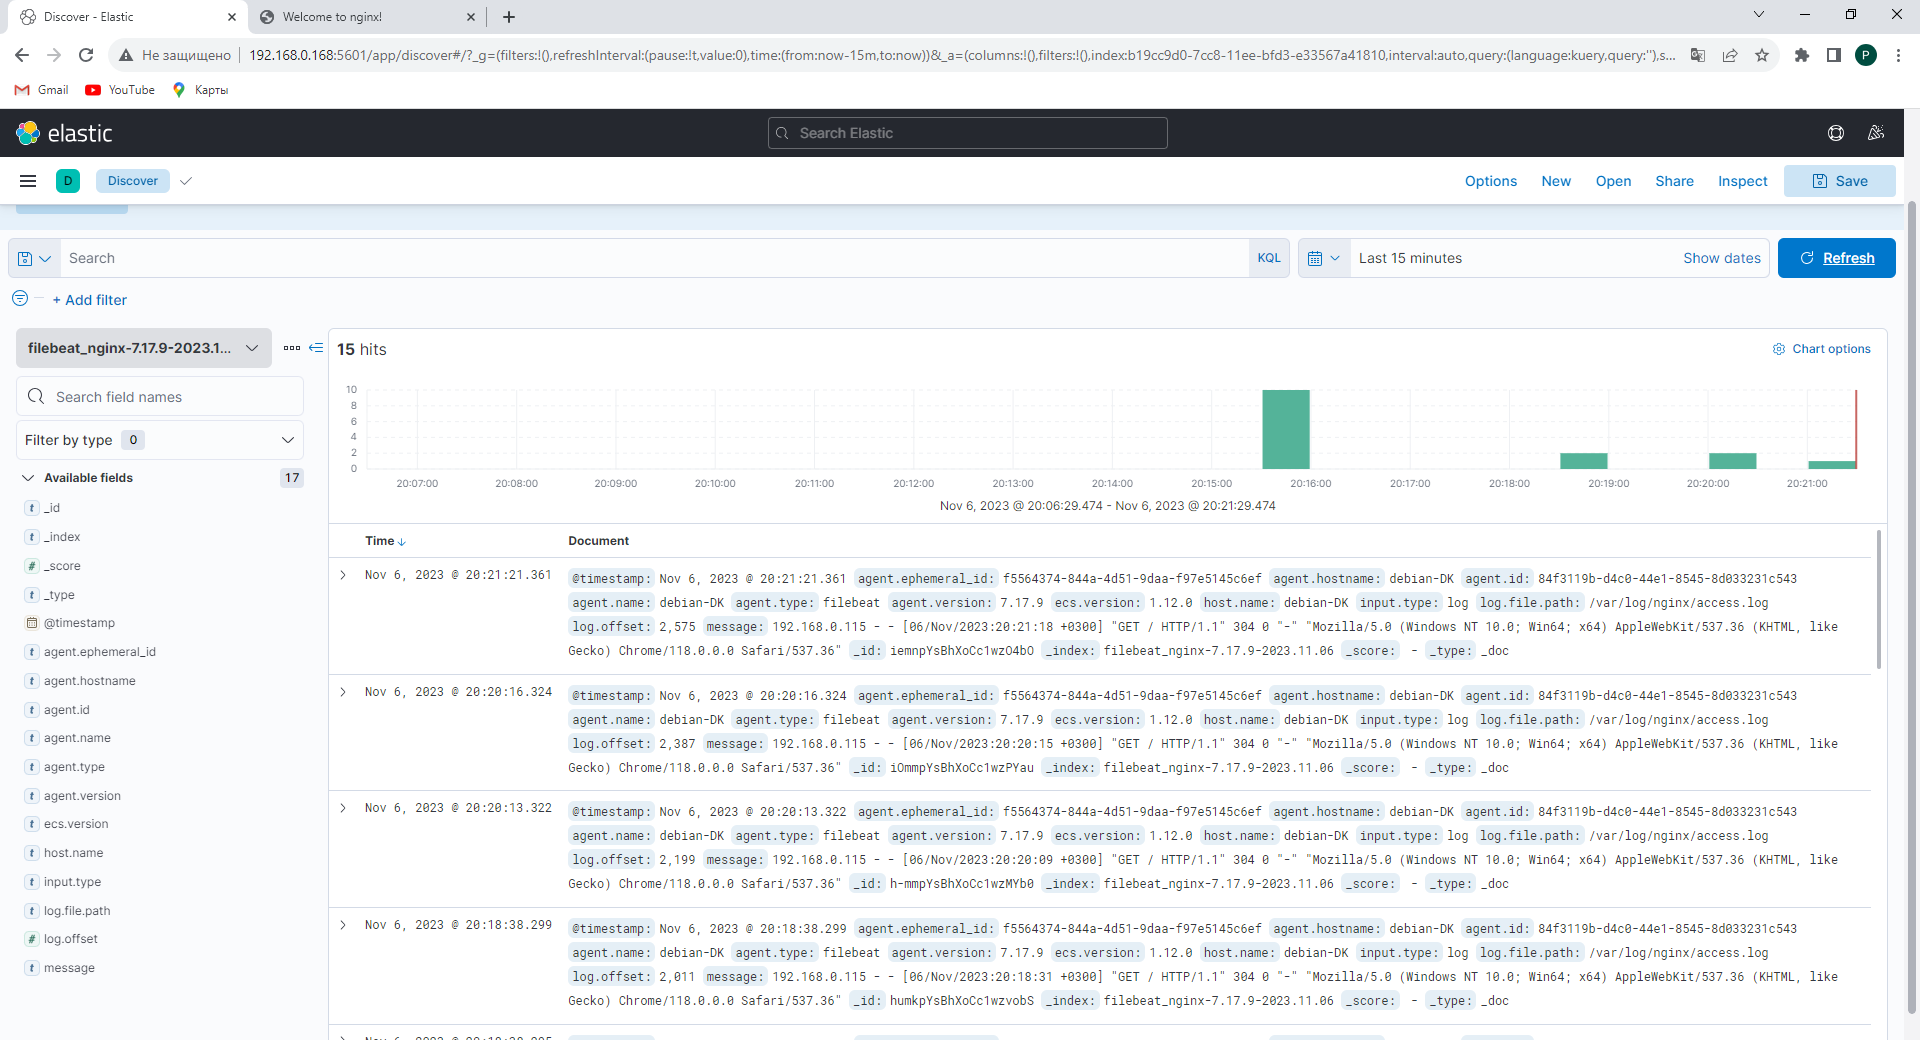 Discover - Elastic
Welcome to nginx!
Не защищено
192.168.0.168:5601/app/discover#/?_g=(filters:!(),refreshInterval:(pause:!t,value:0),time:(from:now-15m,to:now))&_a=(columns:!(),filters:!(),index:b19cc9d0-7cc8-11ee-bfd3-e33567a41810,interval:auto,query:(language:kuery,query:''),s...
P
Gmail
YouTube
Карты
elastic
Search Elastic
D
Discover
Options
New
Open
Share
Inspect
Save
Search
KQL
Last 15 minutes
Show dates
Refresh
+ Add filter
filebeat_nginx-7.17.9-2023.1...
15 hits
Chart options
Search field names
Filter by type 0
Available fields 17
t _id
t _index
# _score
t _type
@timestamp
t agent.ephemeral_id
t agent.hostname
t agent.id
t agent.name
t agent.type
t agent.version
t ecs.version
t host.name
t input.type
t log.file.path
# log.offset
t message
10
8
6
4
2
0
20:07:00 20:08:00 20:09:00 20:10:00 20:11:00 20:12:00 20:13:00 20:14:00 20:15:00 20:16:00 20:17:00 20:18:00 20:19:00 20:20:00 20:21:00
Nov 6, 2023 @ 20:06:29.474 - Nov 6, 2023 @ 20:21:29.474
Time Document
Nov 6, 2023 @ 20:21:21.361
@timestamp: Nov 6, 2023 @ 20:21:21.361 agent.ephemeral_id: f5564374-844a-4d51-9daa-f97e5145c6ef agent.hostname: debian-DK agent.id: 84f3119b-d4c0-44e1-8545-8d033231c543
agent.name: debian-DK agent.type: filebeat agent.version: 7.17.9 ecs.version: 1.12.0 host.name: debian-DK input.type: log log.file.path: /var/log/nginx/access.log
log.offset: 2,575 message: 192.168.0.115 - - [06/Nov/2023:20:21:18 +0300] "GET / HTTP/1.1" 304 0 "-" "Mozilla/5.0 (Windows NT 10.0; Win64; x64) AppleWebKit/537.36 (KHTML, like
Gecko) Chrome/118.0.0.0 Safari/537.36" _id: iemnpYsBhXoCc1wzO4bO _index: filebeat_nginx-7.17.9-2023.11.06 _score: - _type: _doc
Nov 6, 2023 @ 20:20:16.324
@timestamp: Nov 6, 2023 @ 20:20:16.324 agent.ephemeral_id: f5564374-844a-4d51-9daa-f97e5145c6ef agent.hostname: debian-DK agent.id: 84f3119b-d4c0-44e1-8545-8d033231c543
agent.name: debian-DK agent.type: filebeat agent.version: 7.17.9 ecs.version: 1.12.0 host.name: debian-DK input.type: log log.file.path: /var/log/nginx/access.log
log.offset: 2,387 message: 192.168.0.115 - - [06/Nov/2023:20:20:15 +0300] "GET / HTTP/1.1" 304 0 "-" "Mozilla/5.0 (Windows NT 10.0; Win64; x64) AppleWebKit/537.36 (KHTML, like
Gecko) Chrome/118.0.0.0 Safari/537.36" _id: iOmmpYsBhXoCc1wzPYau _index: filebeat_nginx-7.17.9-2023.11.06 _score: - _type: _doc
Nov 6, 2023 @ 20:20:13.322
@timestamp: Nov 6, 2023 @ 20:20:13.322 agent.ephemeral_id: f5564374-844a-4d51-9daa-f97e5145c6ef agent.hostname: debian-DK agent.id: 84f3119b-d4c0-44e1-8545-8d033231c543
agent.name: debian-DK agent.type: filebeat agent.version: 7.17.9 ecs.version: 1.12.0 host.name: debian-DK input.type: log log.file.path: /var/log/nginx/access.log
log.offset: 2,199 message: 192.168.0.115 - - [06/Nov/2023:20:20:09 +0300] "GET / HTTP/1.1" 304 0 "-" "Mozilla/5.0 (Windows NT 10.0; Win64; x64) AppleWebKit/537.36 (KHTML, like
Gecko) Chrome/118.0.0.0 Safari/537.36" _id: h-mmpYsBhXoCc1wzMYb0 _index: filebeat_nginx-7.17.9-2023.11.06 _score: - _type: _doc
Nov 6, 2023 @ 20:18:38.299
@timestamp: Nov 6, 2023 @ 20:18:38.299 agent.ephemeral_id: f5564374-844a-4d51-9daa-f97e5145c6ef agent.hostname: debian-DK agent.id: 84f3119b-d4c0-44e1-8545-8d033231c543
agent.name: debian-DK agent.type: filebeat agent.version: 7.17.9 ecs.version: 1.12.0 host.name: debian-DK input.type: log log.file.path: /var/log/nginx/access.log
log.offset: 2,011 message: 192.168.0.115 - - [06/Nov/2023:20:18:31 +0300] "GET / HTTP/1.1" 304 0 "-" "Mozilla/5.0 (Windows NT 10.0; Win64; x64) AppleWebKit/537.36 (KHTML, like
Gecko) Chrome/118.0.0.0 Safari/537.36" _id: humkpYsBhXoCc1wzvobS _index: filebeat_nginx-7.17.9-2023.11.06 _score: - _type: _doc